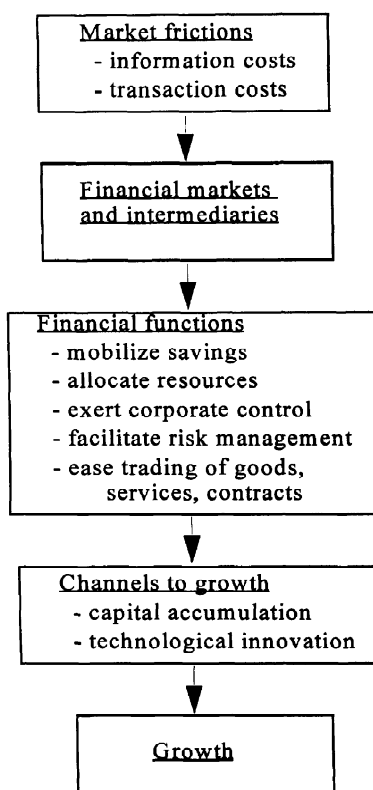 Market frictions
- information costs
- transaction costs
Financial markets
and intermediaries
Financial functions
- mobilize savings
- allocate resources
- exert corporate control
- facilitate risk management
- ease trading of goods,
services, contracts
Channels to growth
- capital accumulation
- technological innovation
Growth